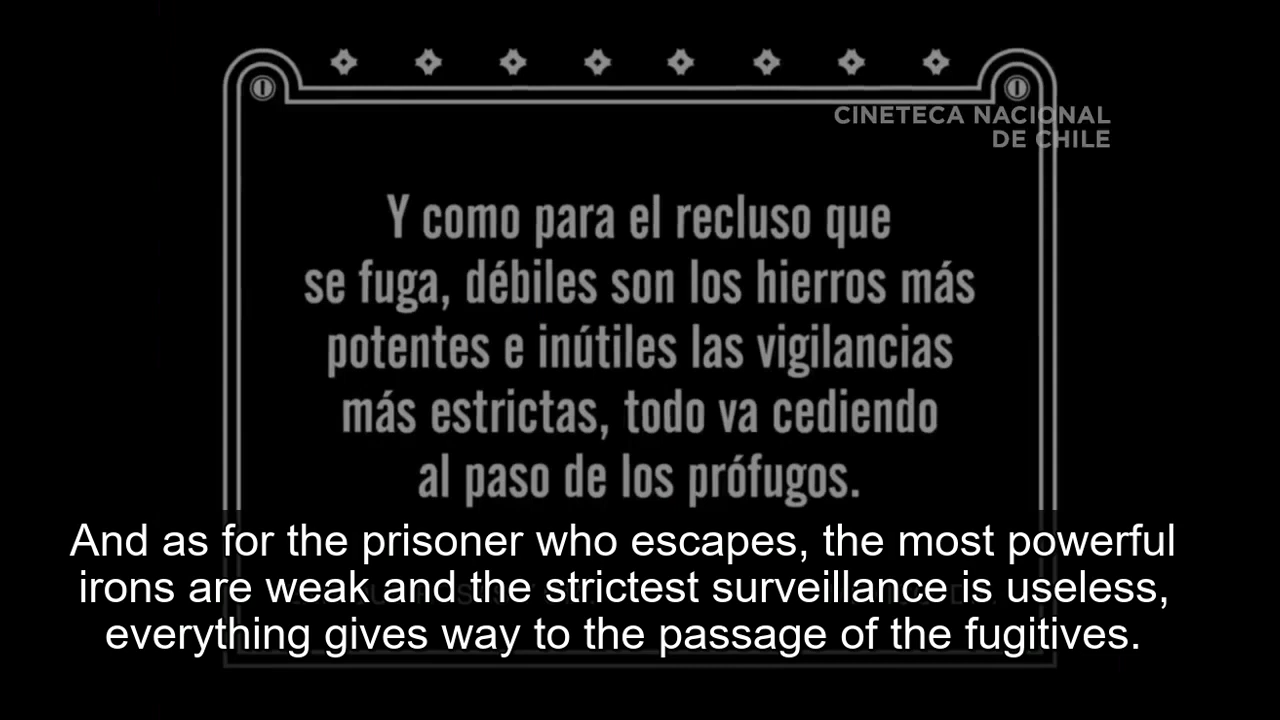 CINETECA NACIONAL
DE CHILE
Y como para el recluso que
se fuga, débiles son los hierros más
potentes e inútiles las vigilancias
más estrictas, todo va cediendo
al paso de los prófugos.
And as for the prisoner who escapes, the most powerful
irons are weak and the strictest surveillance is useless,
everything gives way to the passage of the fugitives.